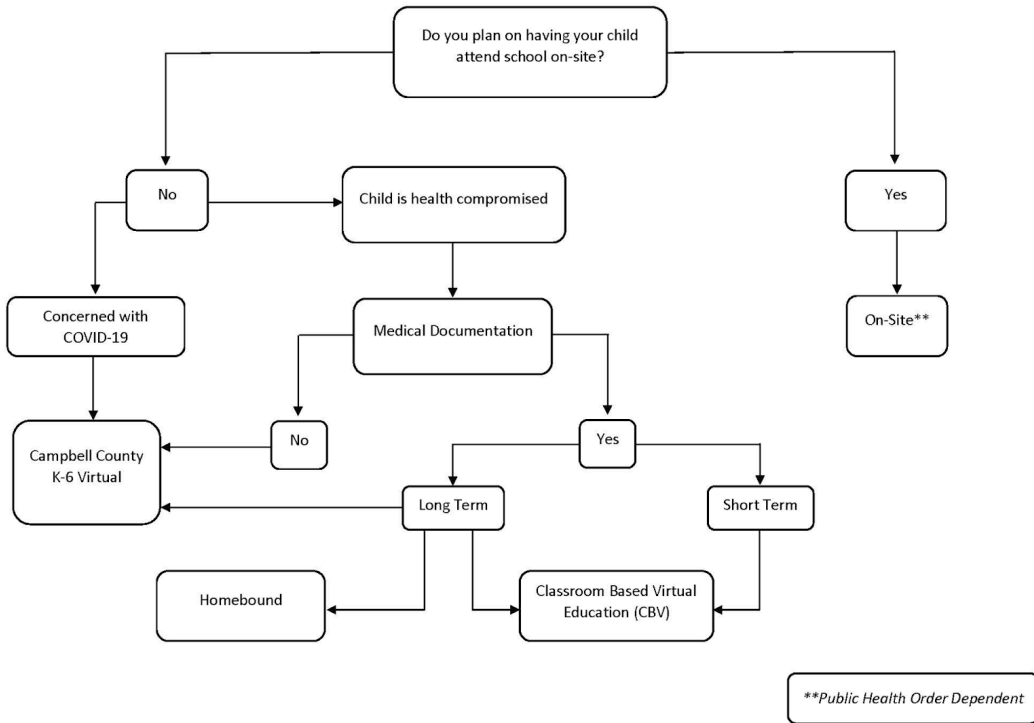 Do you plan on having your child
attend school on-site?
No
Child is health compromised
Yes
Concerned with
COVID-19
Medical Documentation
On-Site**
Campbell County
K-6 Virtual
No
Yes
Long Term
Short Term
Homebound
Classroom Based Virtual
Education (CBV)
**Public Health Order Dependent